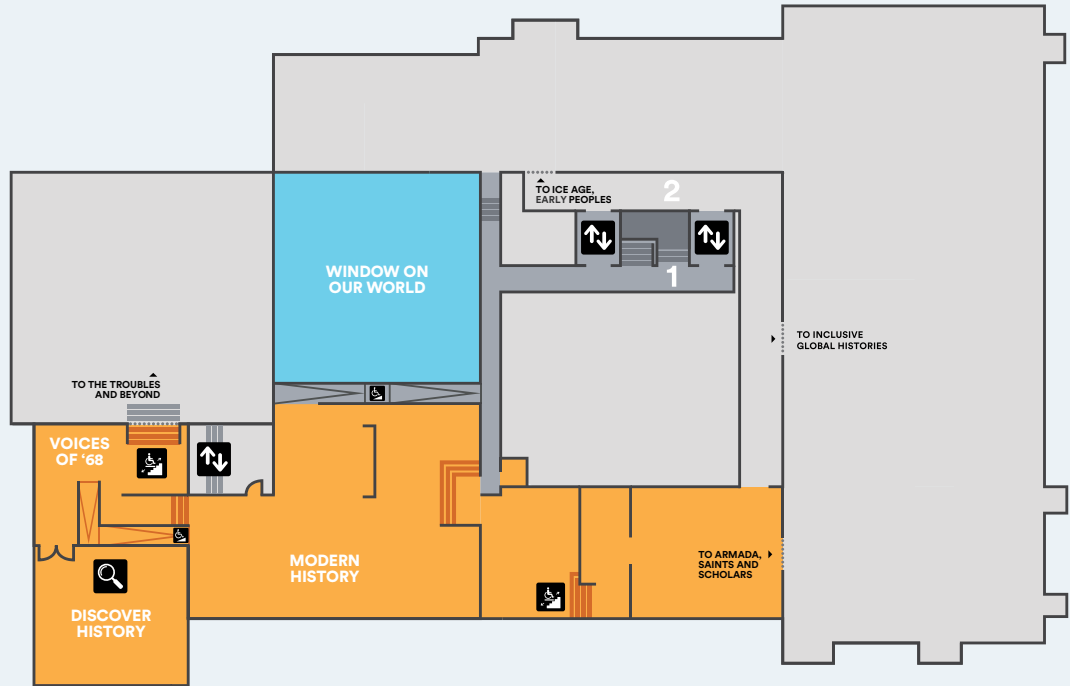 2
TO ICE AGE,
EARLY PEOPLES
WINDOW ON
OUR WORLD
1
TO INCLUSIVE
GLOBAL HISTORIES
TO THE TROUBLES
AND BEYOND
VOICES
OF ‘68
MODERN
HISTORY
TO ARMADA,
SAINTS AND
SCHOLARS
DISCOVER
HISTORY